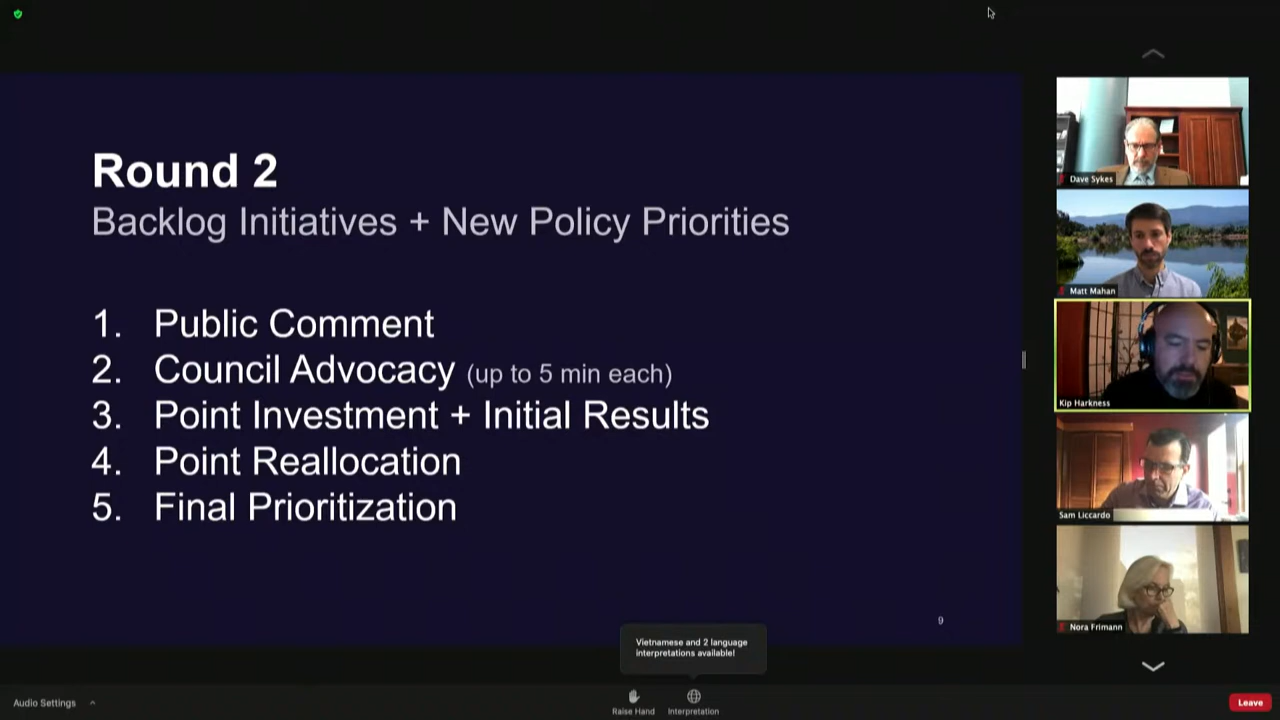 Round 2
Backlog Initiatives + New Policy Priorities
1. Public Comment
2. Council Advocacy (up to 5 min each)
3. Point Investment + Initial Results
4. Point Reallocation
5. Final Prioritization
9
Dave Sykes
Matt Mahan
Kip Harkness
Sam Liccardo
Nora Frimann
Vietnamese and 2 language
interpretations available!
Audio Settings
Raise Hand
Interpretation
Leave